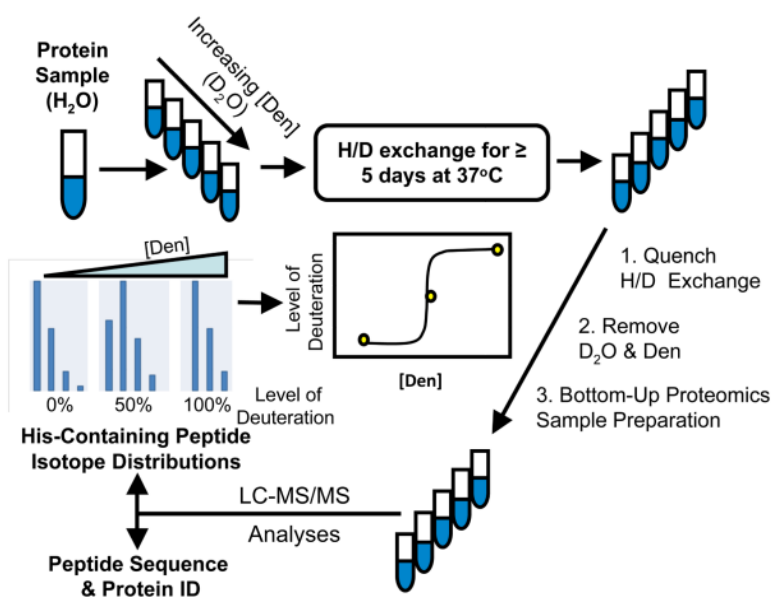 Protein
Sample
(H₂O)
Increasing [Den]
(D₂O)
H/D exchange for ≥
5 days at 37ºC
1. Quench
H/D Exchange
2. Remove
D₂O & Den
3. Bottom-Up Proteomics
Sample Preparation
[Den]
0% 50% 100%
Level of
Deuteration
His-Containing Peptide
Isotope Distributions
Level of
Deuteration
[Den]
LC-MS/MS
Analyses
Peptide Sequence
& Protein ID